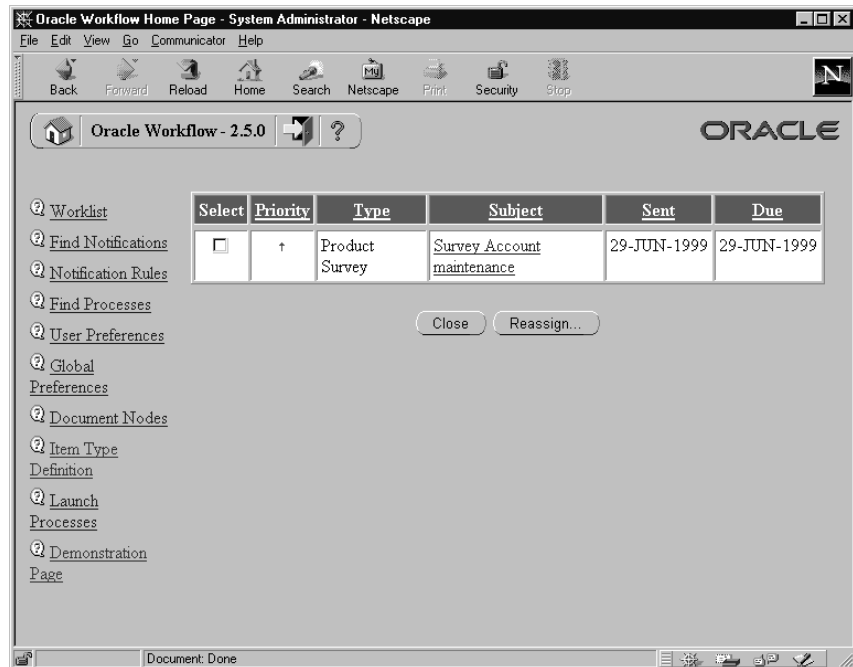 Oracle Workflow Home Page - System Administrator - Netscape
File Edit View Go Communicator Help
Back Forward Reload Home Search Netscape Print Security Stop
My
N
Oracle Workflow - 2.5.0 ?
ORACLE
? Worklist
? Find Notifications
? Notification Rules
? Find Processes
? User Preferences
? Global
Preferences
? Document Nodes
? Item Type
Definition
? Launch
Processes
? Demonstration
Page
Select Priority Type Subject Sent Due
↑ Product Survey Account 29-JUN-1999 29-JUN-1999
Survey maintenance
Close Reassign...
Document: Done